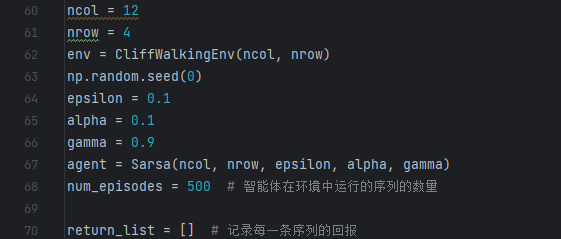 60 ncol = 12
61 nrow = 4
62 env = CliffWalkingEnv(ncol, nrow)
63 np.random.seed(0)
64 epsilon = 0.1
65 alpha = 0.1
66 gamma = 0.9
67 agent = Sarsa(ncol, nrow, epsilon, alpha, gamma)
68 num_episodes = 500  # 智能体在环境中运行的序列的数量
69
70 return_list = []  # 记录每一条序列的回报